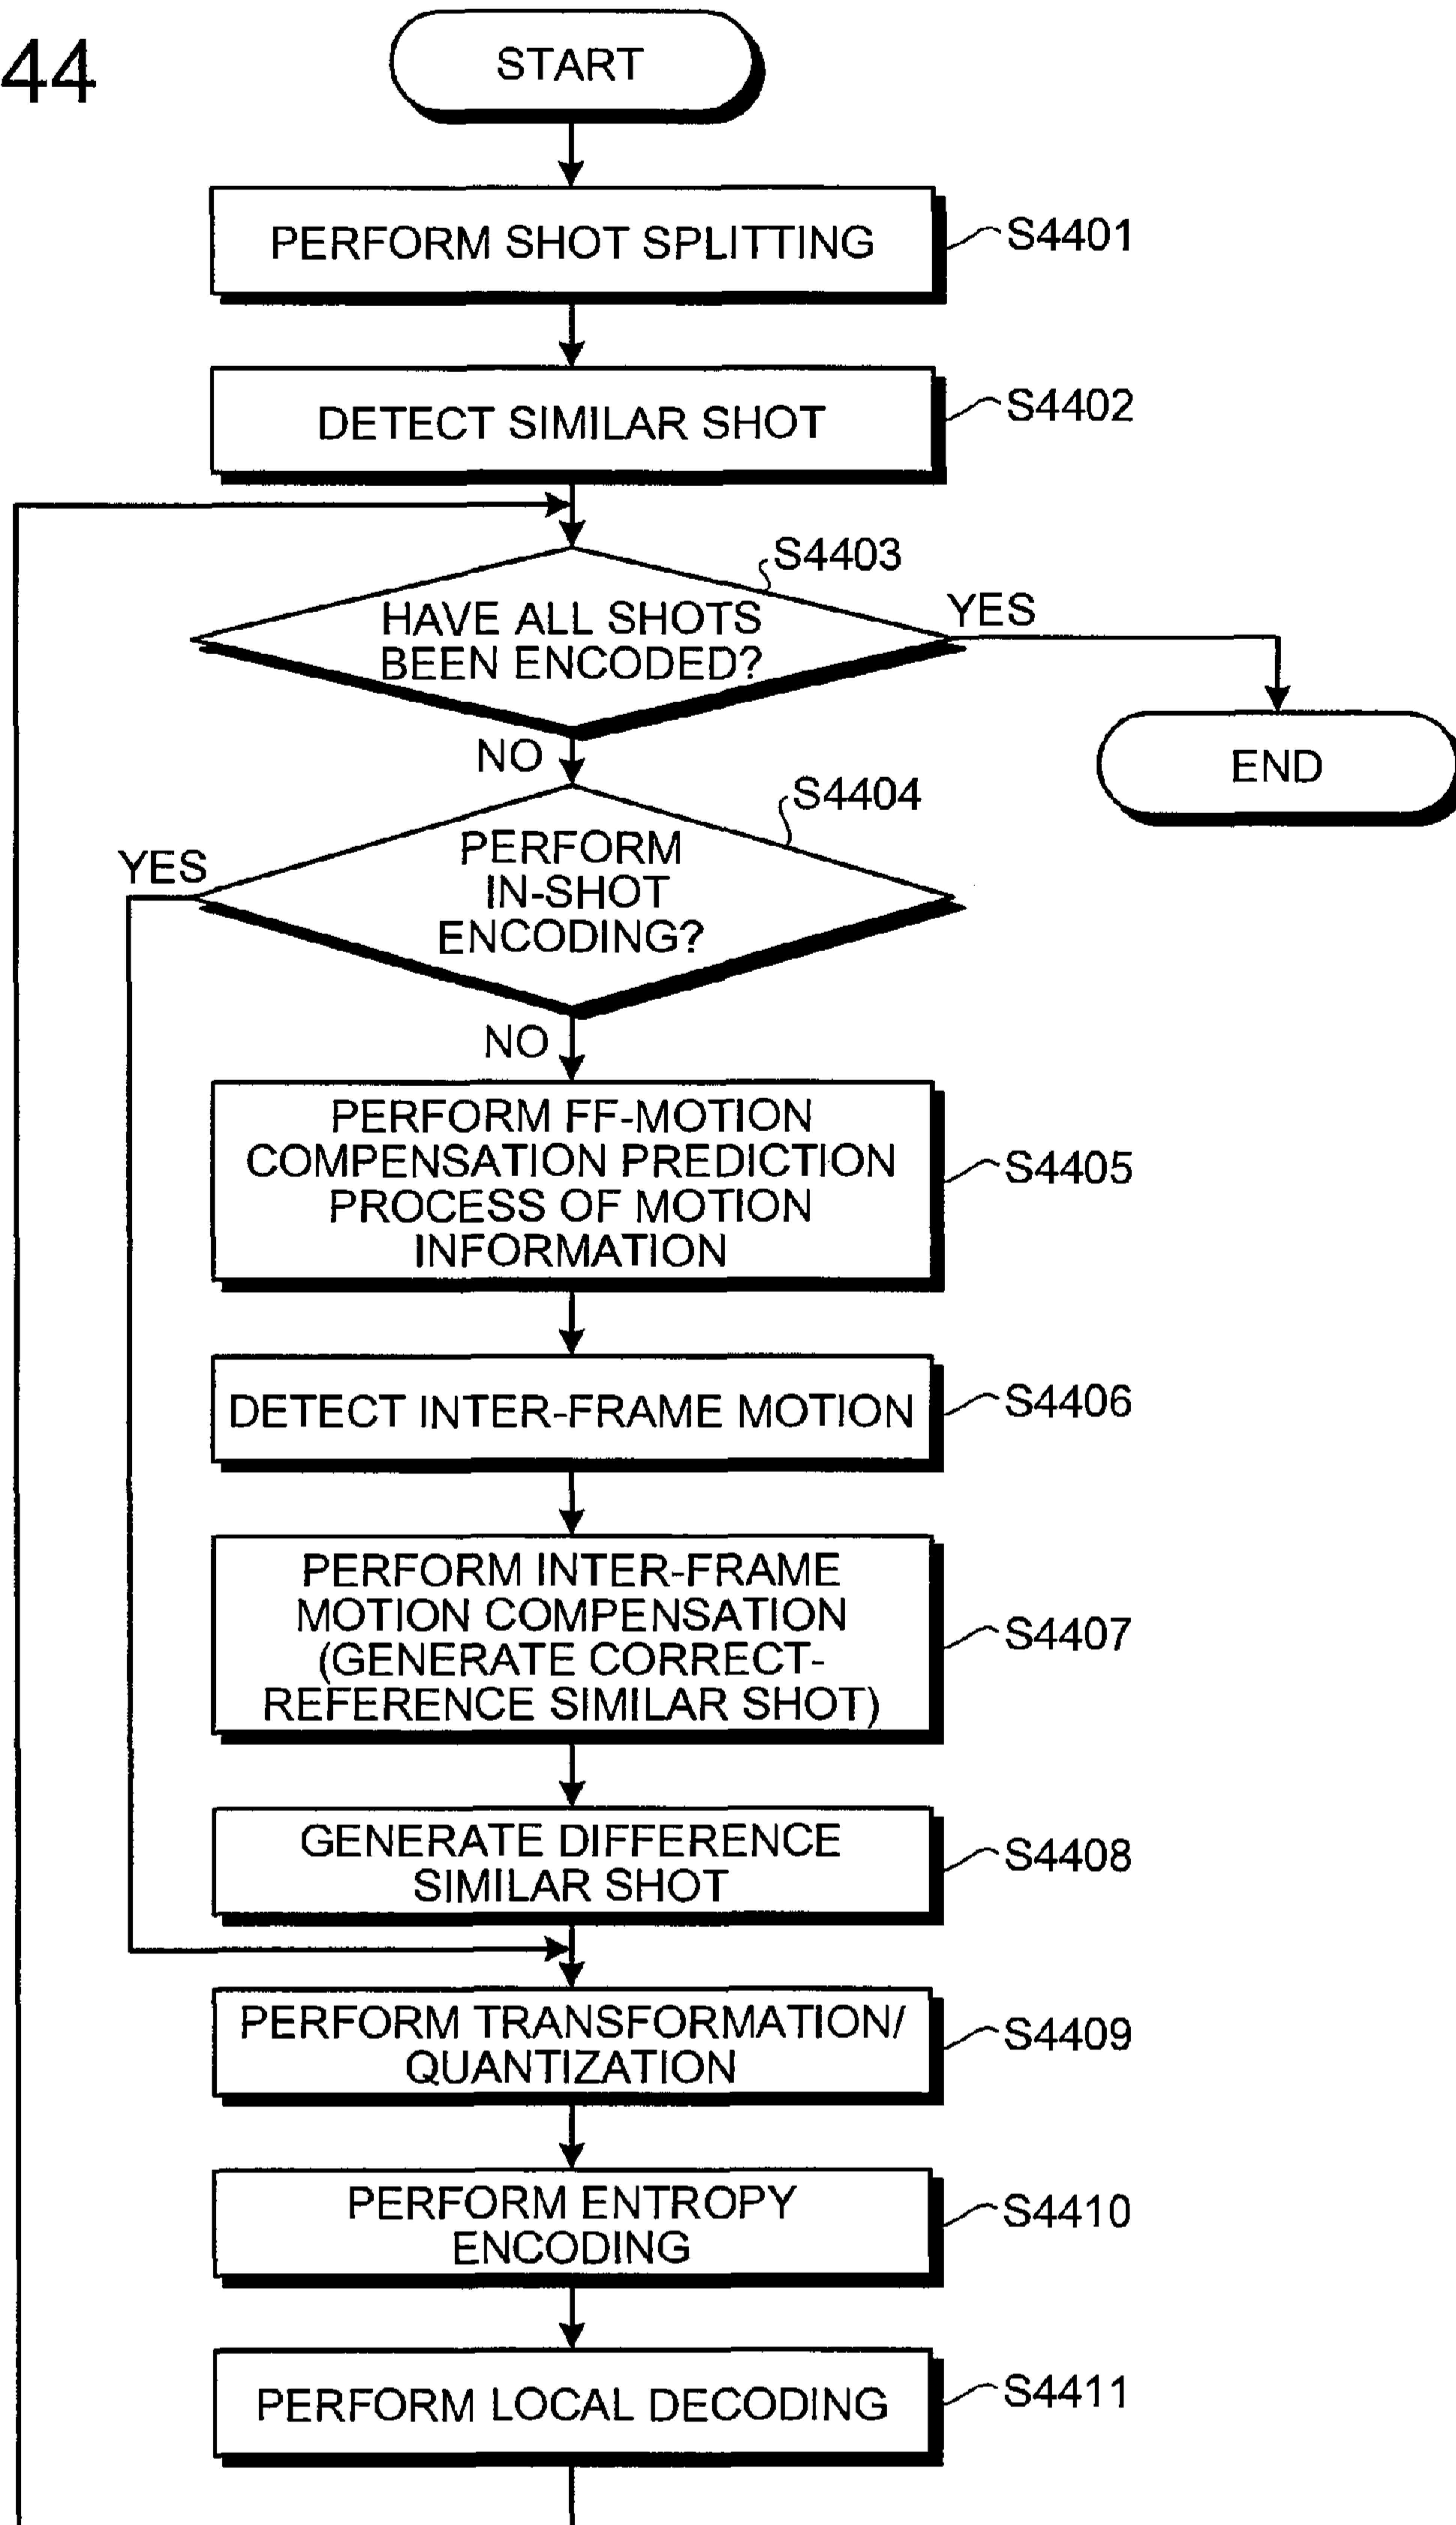 44
START
PERFORM SHOT SPLITTING
S4401
DETECT SIMILAR SHOT
S4402
S4403
HAVE ALL SHOTS
BEEN ENCODED?
YES
NO
END
S4404
PERFORM
IN-SHOT
ENCODING?
YES
NO
PERFORM FF-MOTION
COMPENSATION PREDICTION
PROCESS OF MOTION
INFORMATION
S4405
DETECT INTER-FRAME MOTION
S4406
PERFORM INTER-FRAME
MOTION COMPENSATION
(GENERATE CORRECT-
REFERENCE SIMILAR SHOT)
S4407
GENERATE DIFFERENCE
SIMILAR SHOT
S4408
PERFORM TRANSFORMATION/
QUANTIZATION
S4409
PERFORM ENTROPY
ENCODING
S4410
PERFORM LOCAL DECODING
S4411